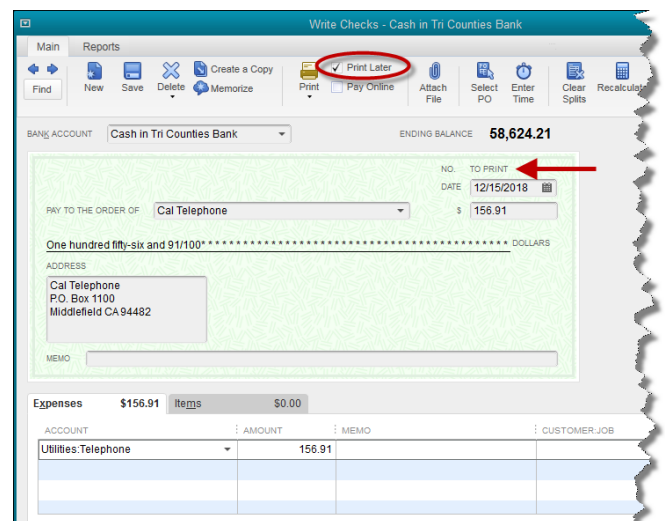 Write Checks - Cash in Tri Counties Bank
Main Reports
Find New Save Delete Create a Copy Memorize Print Print Later Pay Online Attach File Select PO Enter Time Clear Splits Recalculate
BANK ACCOUNT Cash in Tri Counties Bank ENDING BALANCE 58,624.21
NO. TO PRINT
DATE 12/15/2018
PAY TO THE ORDER OF Cal Telephone $ 156.91
One hundred fifty-six and 91/100* * * * * * * * * * * * * * * * * * * * * * * * * * * * * * * * * * * * * * * * * * DOLLARS
ADDRESS
Cal Telephone
P.O. Box 1100
Middlefield CA 94482
MEMO
Expenses $156.91 Items $0.00
ACCOUNT AMOUNT MEMO CUSTOMER:JOB
Utilities:Telephone 156.91